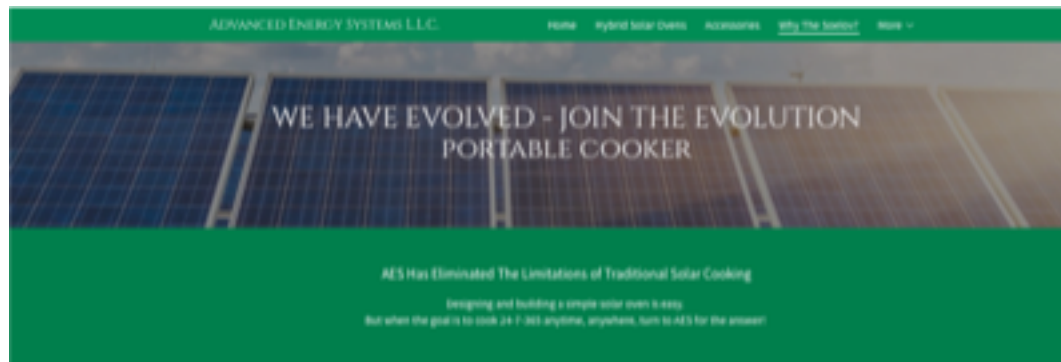 ADVANCED ENERGY SYSTEMS L.L.C.
Home Hybrid Solar Ovens Accessories Why The More
WE HAVE EVOLVED - JOIN THE EVOLUTION
PORTABLE COOKER
AES Has Eliminated The Limitations of Traditional Solar Cooking
Designing and building a simple solar oven is easy.
But when the goal is to cook 24-7-365 anytime, anywhere, turn to AES for the answer!